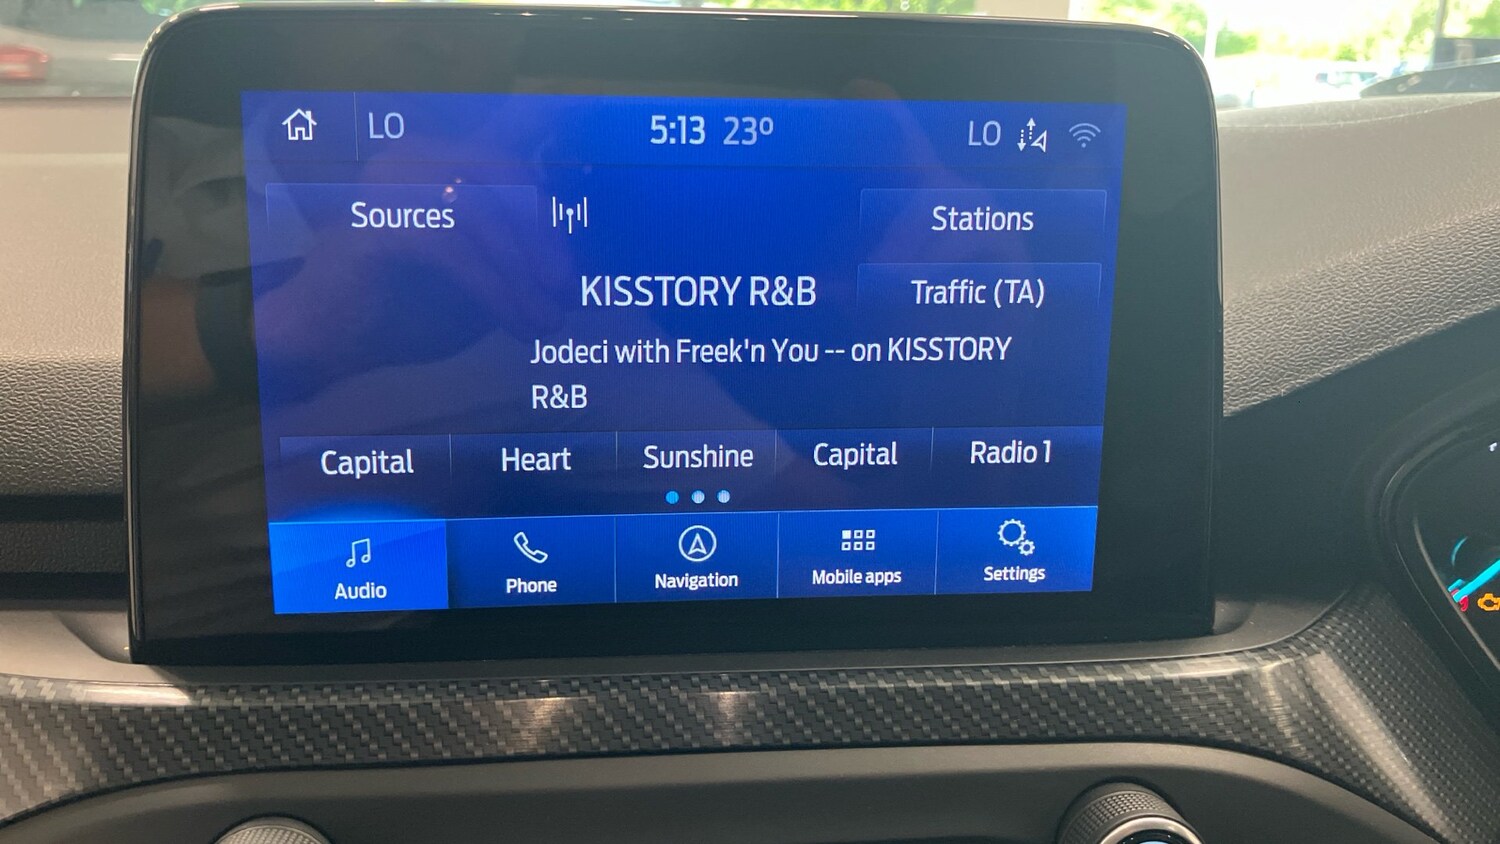 LO 5:13 23º LO
Sources Stations
KISSTORY R&B Traffic (TA)
Jodeci with Freek'n You -- on KISSTORY
R&B
Capital Heart Sunshine Capital Radio 1
Audio Phone Navigation Mobile apps Settings